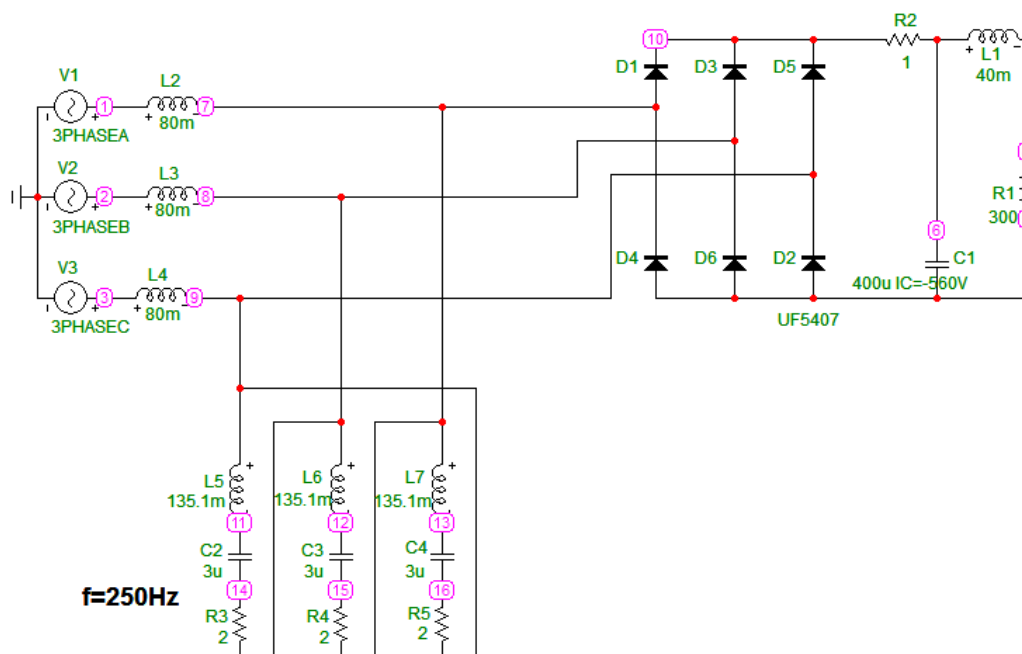 10
R2
1
L1
40m
+
-
D1
D3
D5
V1
1
L2
7
80m
+
-
3PHASEA
V2
2
L3
8
80m
+
-
3PHASEB
V3
3
L4
9
80m
+
-
3PHASEC
R1
300
6
C1
400u IC=-560V
D4
D6
D2
UF5407
L5
135.1m
L6
135.1m
L7
135.1m
+
+
+
11
12
13
C2
3u
C3
3u
C4
3u
14
15
16
f=250Hz
R3
2
R4
2
R5
2